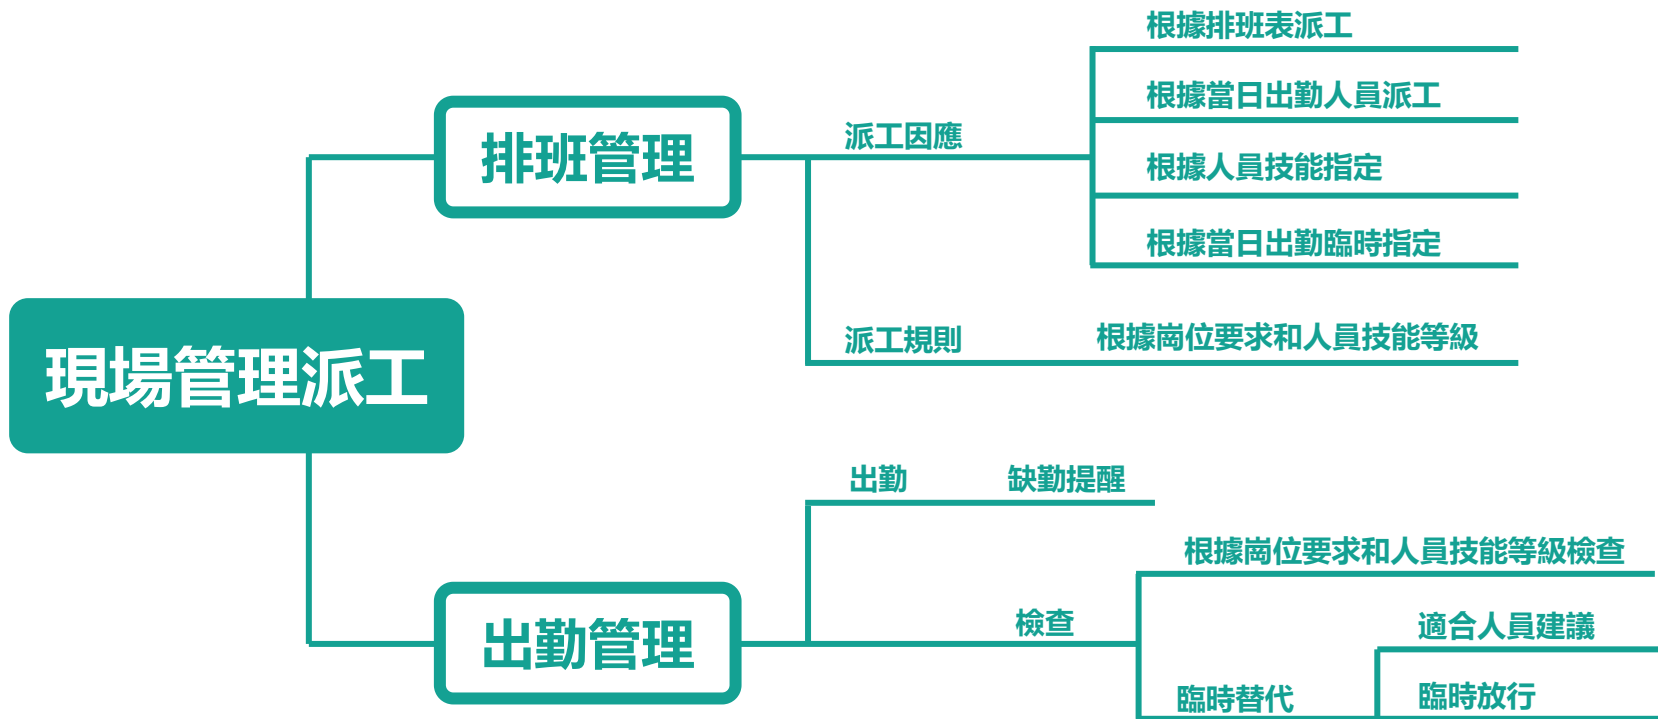 現場管理派工
排班管理
派工因應
根據排班表派工
根據當日出勤人員派工
根據人員技能指定
根據當日出勤臨時指定
派工規則
根據崗位要求和人員技能等級
出勤管理
出勤
缺勤提醒
檢查
根據崗位要求和人員技能等級檢查
臨時替代
適合人員建議
臨時放行